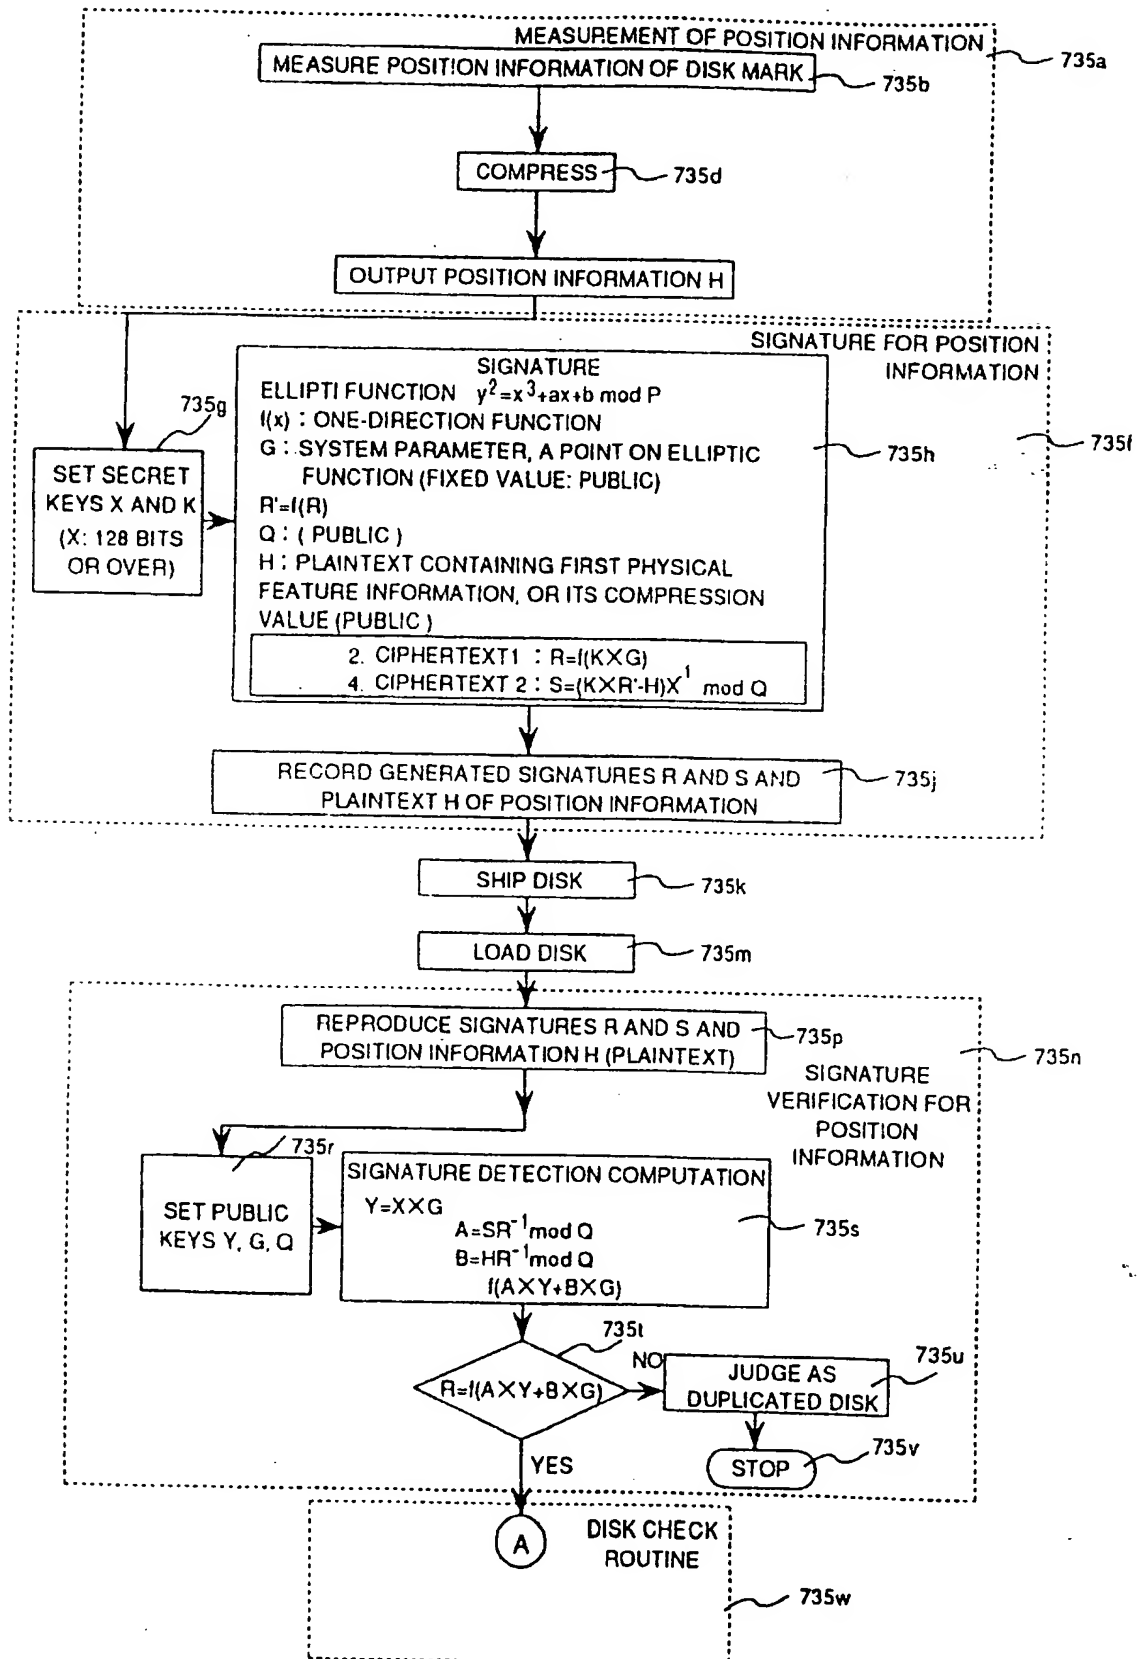 MEASUREMENT OF POSITION INFORMATION
735a
MEASURE POSITION INFORMATION OF DISK MARK
735b
COMPRESS
735d
OUTPUT POSITION INFORMATION H
SIGNATURE FOR POSITION
INFORMATION
735f
735g
SET SECRET
KEYS X AND K
(X: 128 BITS
OR OVER)
SIGNATURE
ELLIPTI FUNCTION y²=x³+ax+b mod P
f(x) : ONE-DIRECTION FUNCTION
G : SYSTEM PARAMETER, A POINT ON ELLIPTIC
FUNCTION (FIXED VALUE: PUBLIC)
R'=f(R)
Q : ( PUBLIC )
H : PLAINTEXT CONTAINING FIRST PHYSICAL
FEATURE INFORMATION, OR ITS COMPRESSION
VALUE (PUBLIC )
2. CIPHERTEXT1 : R=f(K×G)
4. CIPHERTEXT 2 : S=(K×R'-H)X¹ mod Q
735h
RECORD GENERATED SIGNATURES R AND S AND
PLAINTEXT H OF POSITION INFORMATION
735j
SHIP DISK
735k
LOAD DISK
735m
REPRODUCE SIGNATURES R AND S AND
POSITION INFORMATION H (PLAINTEXT)
735p
735n
SIGNATURE
VERIFICATION FOR
POSITION
INFORMATION
735r
SET PUBLIC
KEYS Y, G, Q
SIGNATURE DETECTION COMPUTATION
Y=X×G
A=SR⁻¹ mod Q
B=HR⁻¹ mod Q
f(A×Y+B×G)
735s
735t
R=f(A×Y+B×G)
NO
735u
JUDGE AS
DUPLICATED DISK
735v
STOP
YES
A
DISK CHECK
ROUTINE
735w